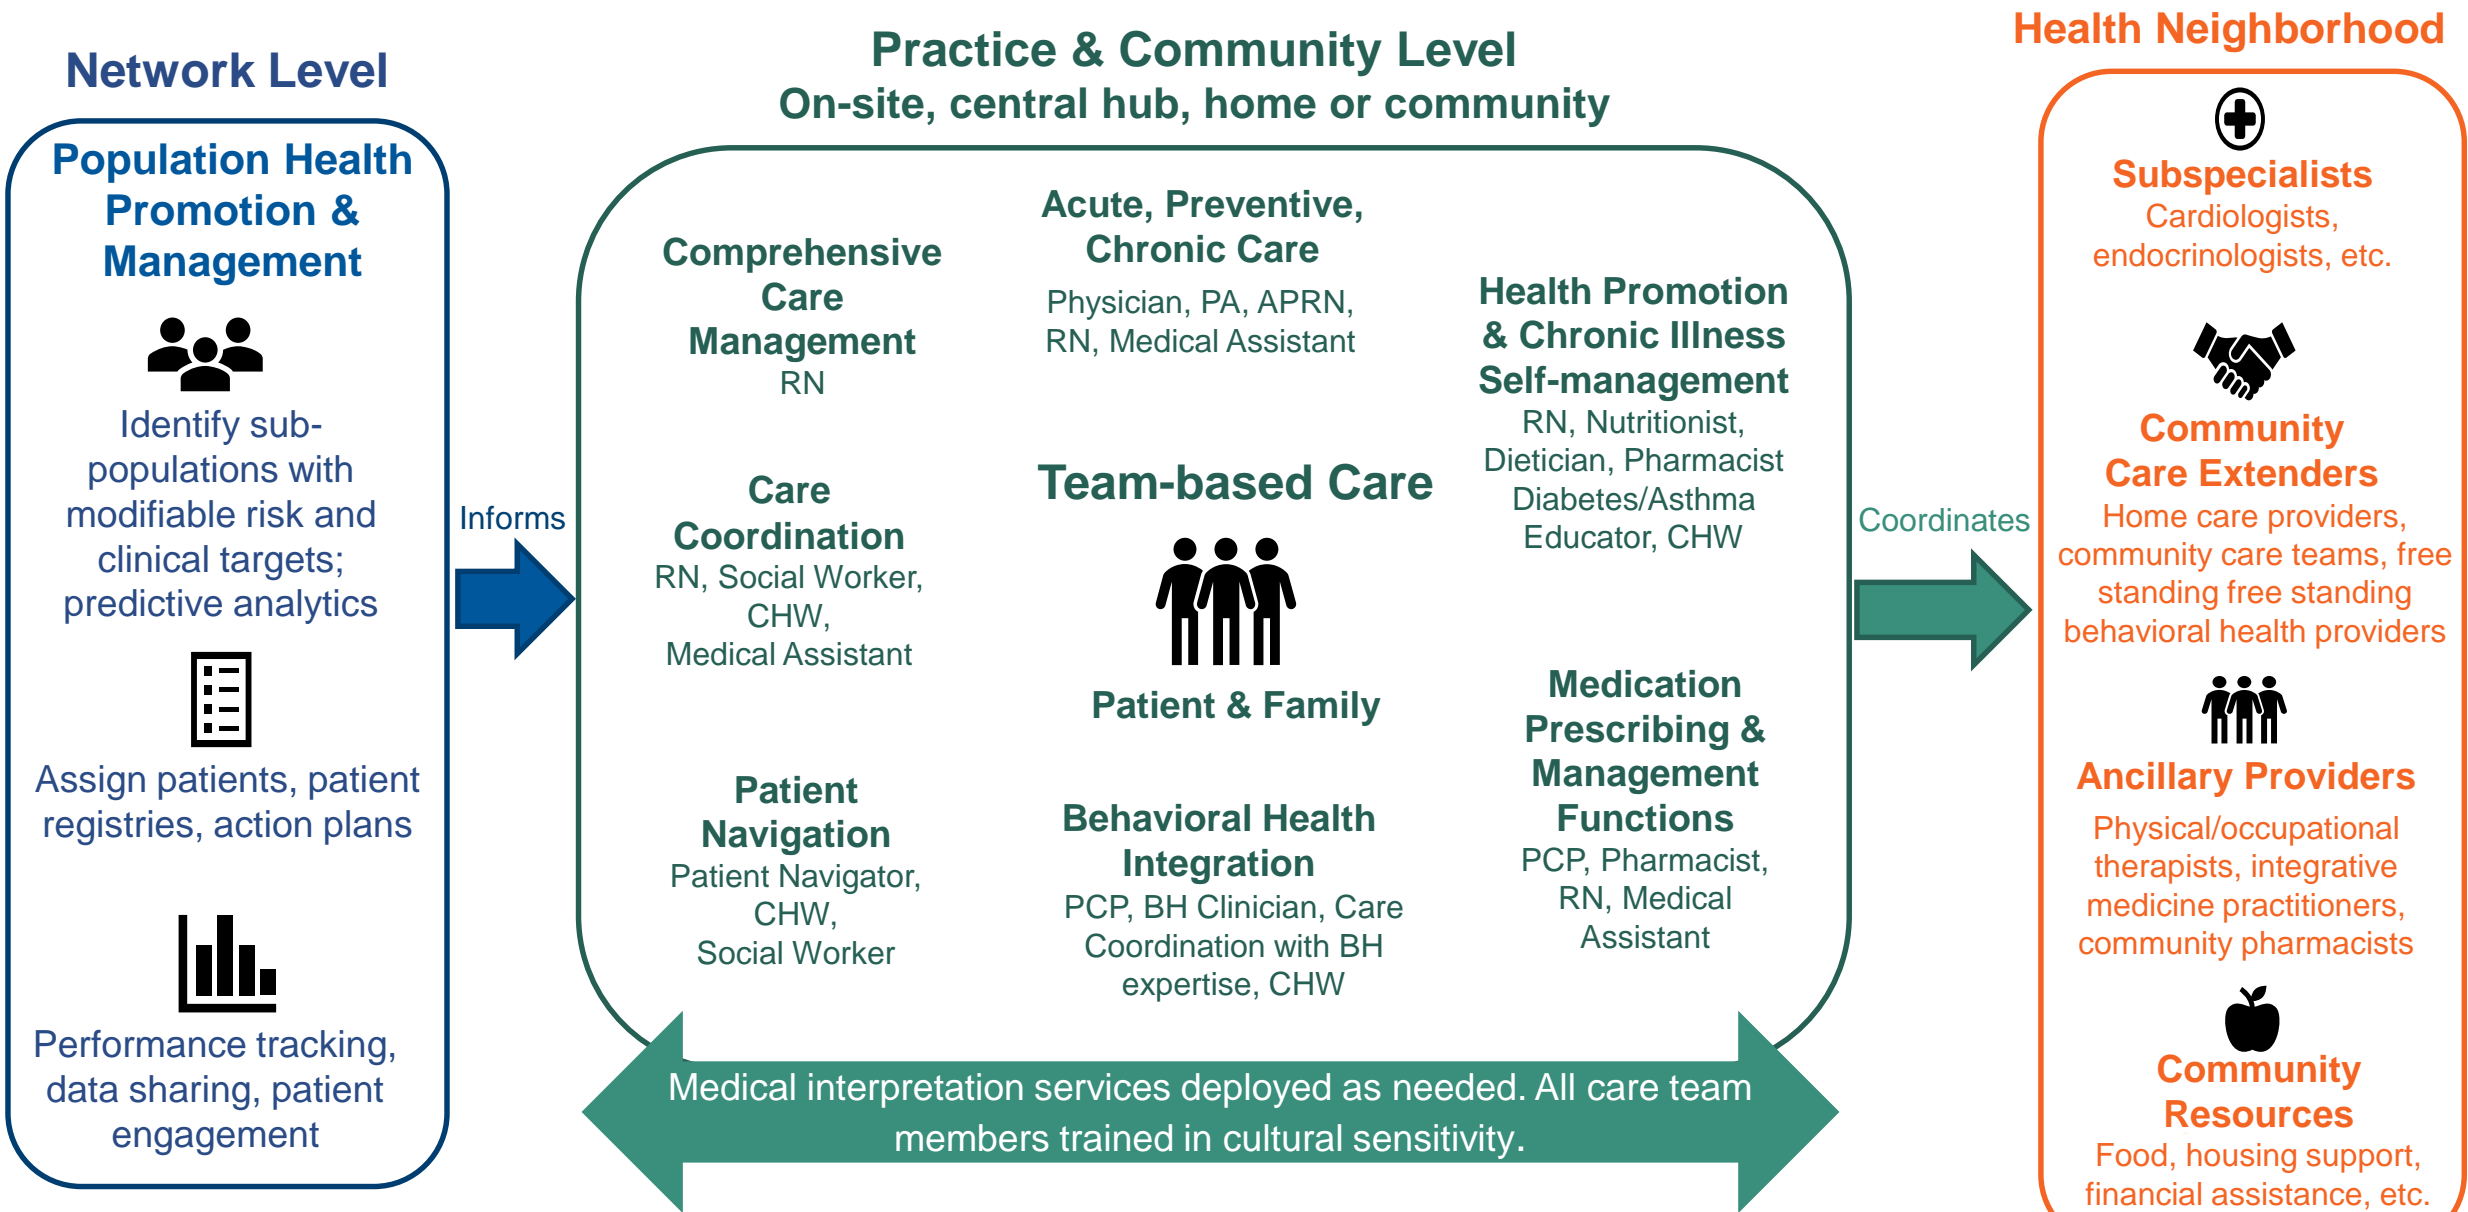 Network Level
Population Health
Promotion &
Management
Identify sub-
populations with
modifiable risk and
clinical targets;
predictive analytics
Assign patients, patient
registries, action plans
Performance tracking,
data sharing, patient
engagement
Informs
Practice & Community Level
On-site, central hub, home or community
Comprehensive
Care
Management
RN
Care
Coordination
RN, Social Worker,
CHW,
Medical Assistant
Patient
Navigation
Patient Navigator,
CHW,
Social Worker
Acute, Preventive,
Chronic Care
Physician, PA, APRN,
RN, Medical Assistant
Team-based Care
Patient & Family
Behavioral Health
Integration
PCP, BH Clinician, Care
Coordination with BH
expertise, CHW
Health Promotion
& Chronic Illness
Self-management
RN, Nutritionist,
Dietician, Pharmacist
Diabetes/Asthma
Educator, CHW
Medication
Prescribing &
Management
Functions
PCP, Pharmacist,
RN, Medical
Assistant
Medical interpretation services deployed as needed. All care team
members trained in cultural sensitivity.
Coordinates
Health Neighborhood
Subspecialists
Cardiologists,
endocrinologists, etc.
Community
Care Extenders
Home care providers,
community care teams, free
standing free standing
behavioral health providers
Ancillary Providers
Physical/occupational
therapists, integrative
medicine practitioners,
community pharmacists
Community
Resources
Food, housing support,
financial assistance, etc.